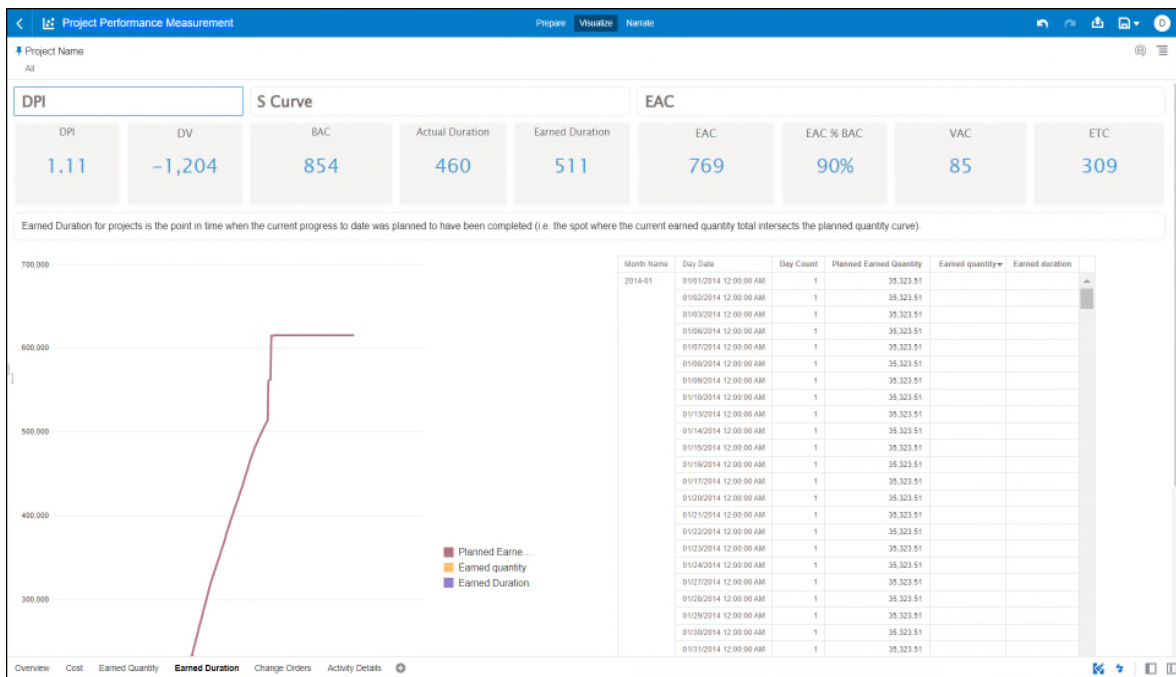 Project Performance Measurement Prepare Visualize Narrate D
Project Name
All
DPI S Curve EAC
DPI DV BAC Actual Duration Earned Duration EAC EAC % BAC VAC ETC
1.11 -1,204 854 460 511 769 90% 85 309
Earned Duration for projects is the point in time when the current progress to date was planned to have been completed (i.e. the spot where the current earned quantity total intersects the planned quantity curve).
700,000
600,000
500,000
400,000
300,000
Planned Earne...
Earned quantity
Earned Duration
Month Name Day Date Day Count Planned Earned Quantity Earned quantity Earned duration
2014-01 01/01/2014 12:00:00 AM 1 35,323.51
01/02/2014 12:00:00 AM 1 35,323.51
01/03/2014 12:00:00 AM 1 35,323.51
01/06/2014 12:00:00 AM 1 35,323.51
01/07/2014 12:00:00 AM 1 35,323.51
01/08/2014 12:00:00 AM 1 35,323.51
01/09/2014 12:00:00 AM 1 35,323.51
01/10/2014 12:00:00 AM 1 35,323.51
01/13/2014 12:00:00 AM 1 35,323.51
01/14/2014 12:00:00 AM 1 35,323.51
01/15/2014 12:00:00 AM 1 35,323.51
01/16/2014 12:00:00 AM 1 35,323.51
01/17/2014 12:00:00 AM 1 35,323.51
01/20/2014 12:00:00 AM 1 35,323.51
01/21/2014 12:00:00 AM 1 35,323.51
01/22/2014 12:00:00 AM 1 35,323.51
01/23/2014 12:00:00 AM 1 35,323.51
01/24/2014 12:00:00 AM 1 35,323.51
01/27/2014 12:00:00 AM 1 35,323.51
01/28/2014 12:00:00 AM 1 35,323.51
01/29/2014 12:00:00 AM 1 35,323.51
01/30/2014 12:00:00 AM 1 35,323.51
01/31/2014 12:00:00 AM 1 35,323.51
Overview Cost Earned Quantity Earned Duration Change Orders Activity Details